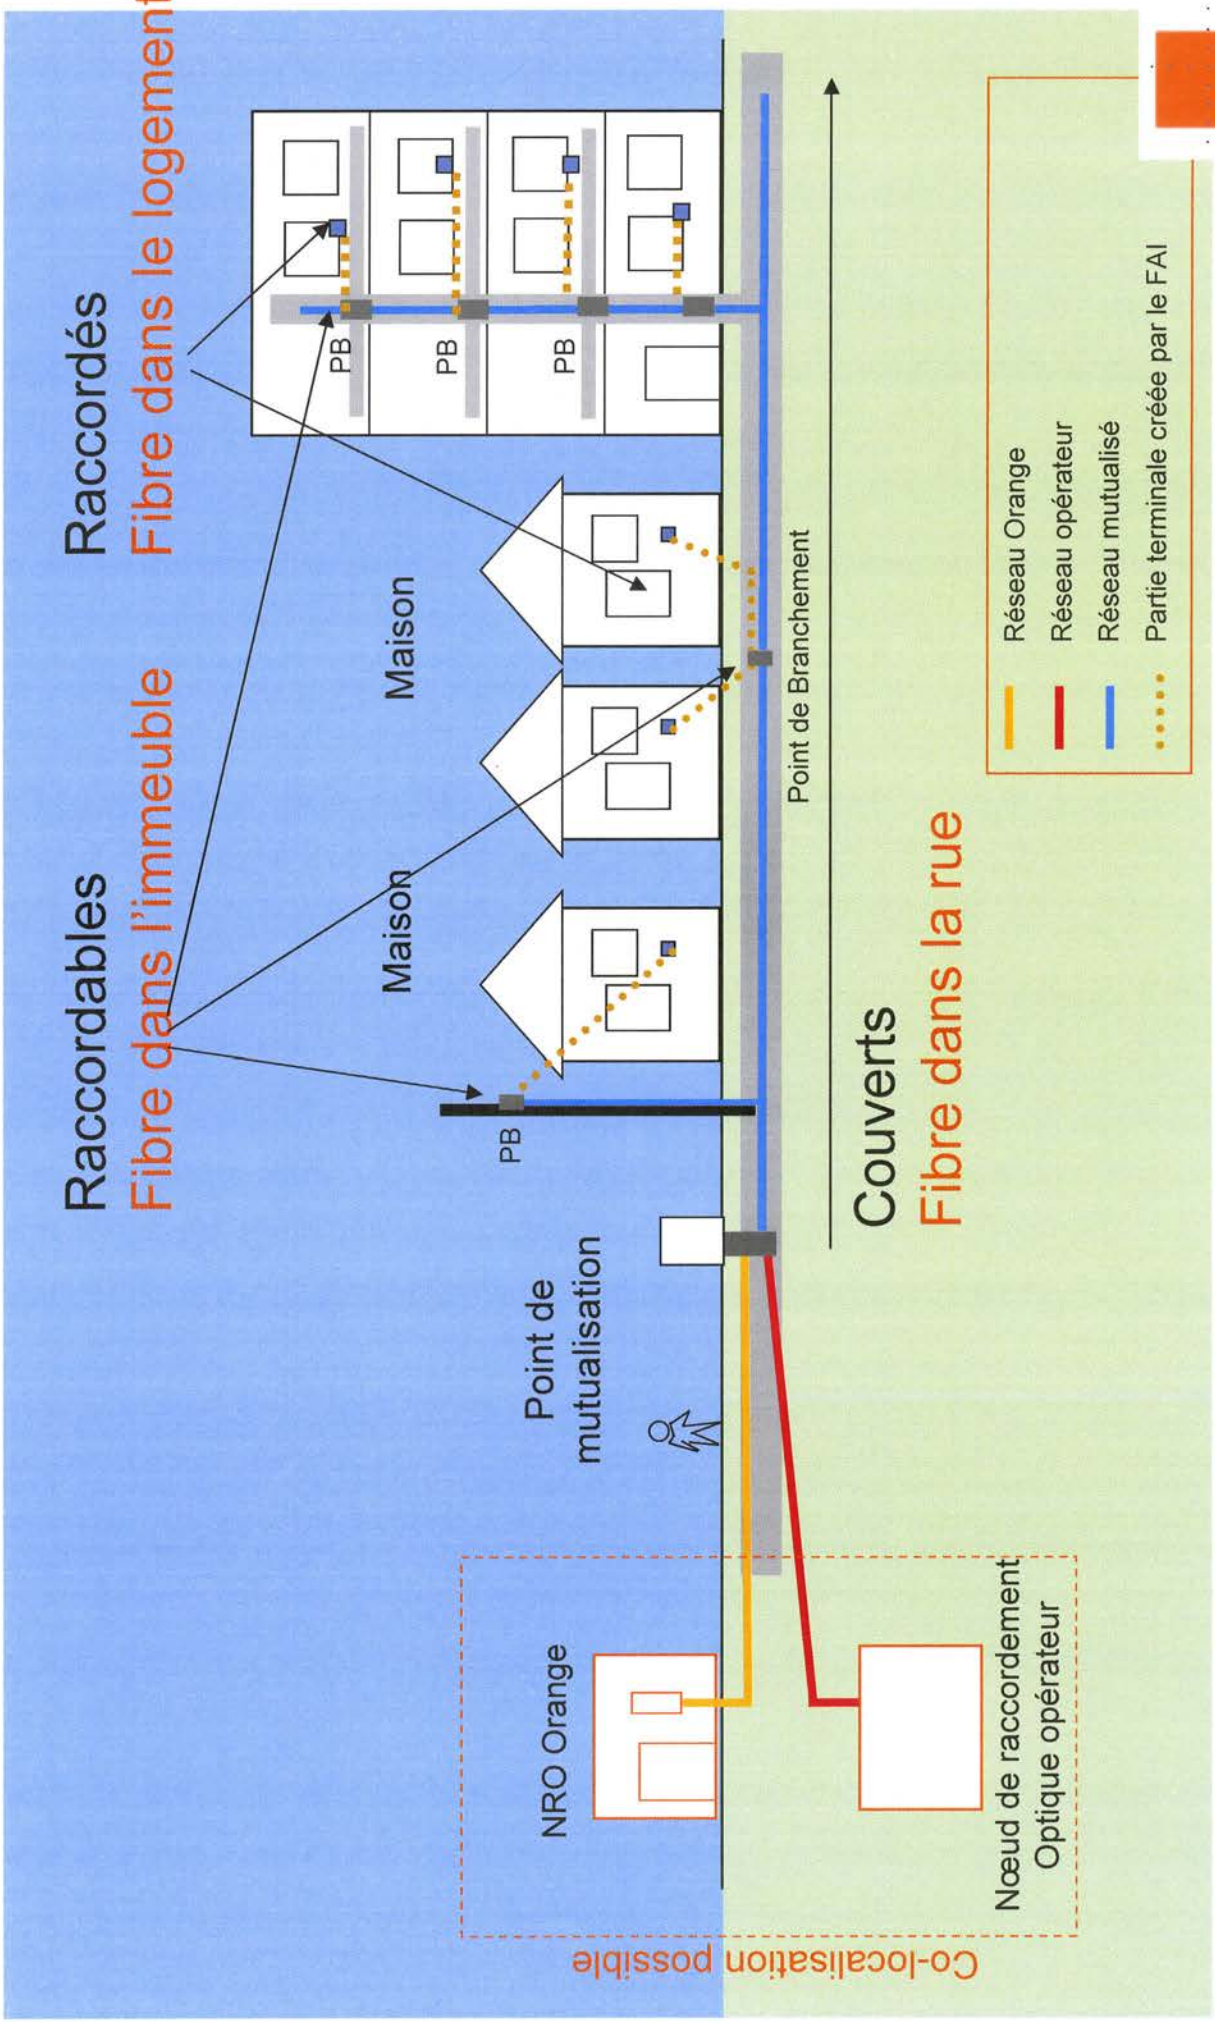 Raccordables
Fibre dans l'immeuble
Raccordés
Fibre dans le logement
Maison
Maison
PB
PB
PB
PB
Point de
mutualisation
NRO Orange
Point de Branchement
Couverts
Fibre dans la rue
Nœud de raccordement
Optique opérateur
Co-localisation possible
Réseau Orange
Réseau opérateur
Réseau mutualisé
Partie terminale créée par le FAI